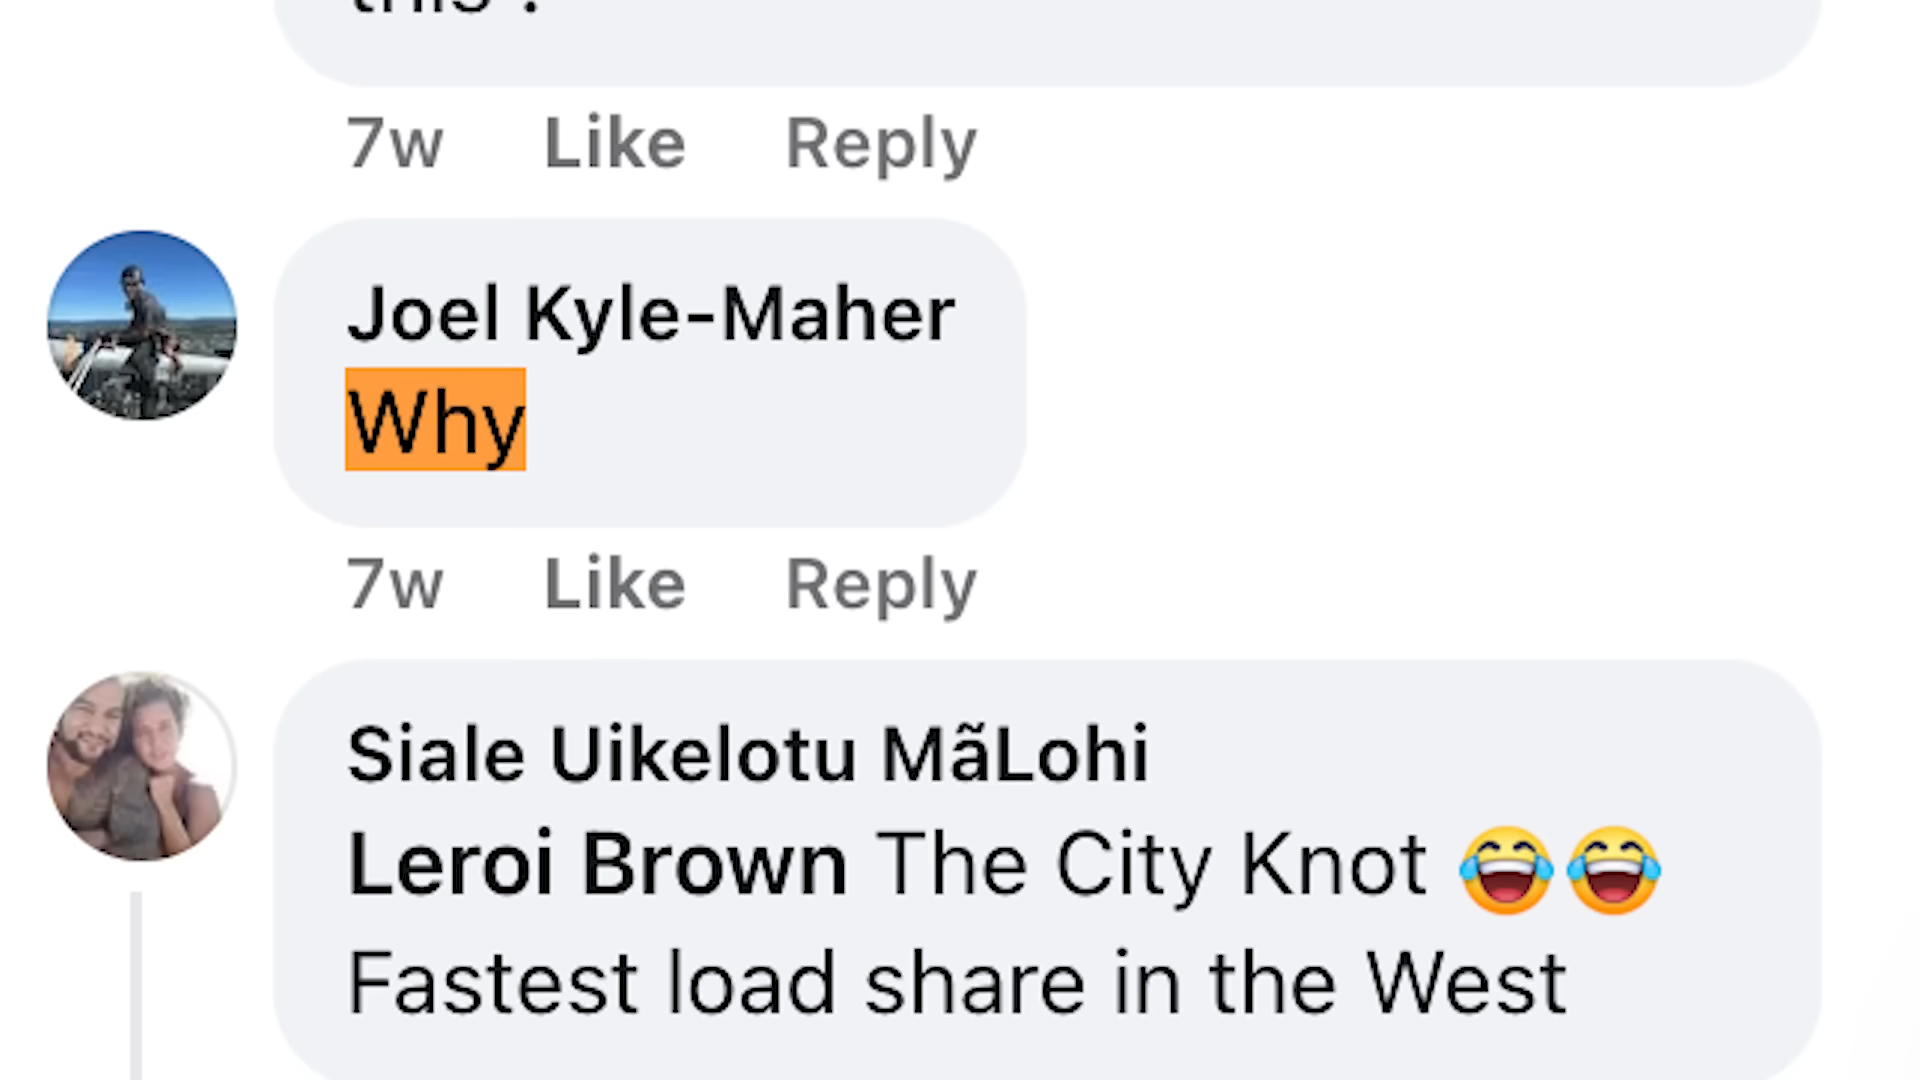 this ?
7w Like Reply
Joel Kyle-Maher
Why
7w Like Reply
Siale Uikelotu MãLohi
Leroi Brown The City Knot 😂😂
Fastest load share in the West